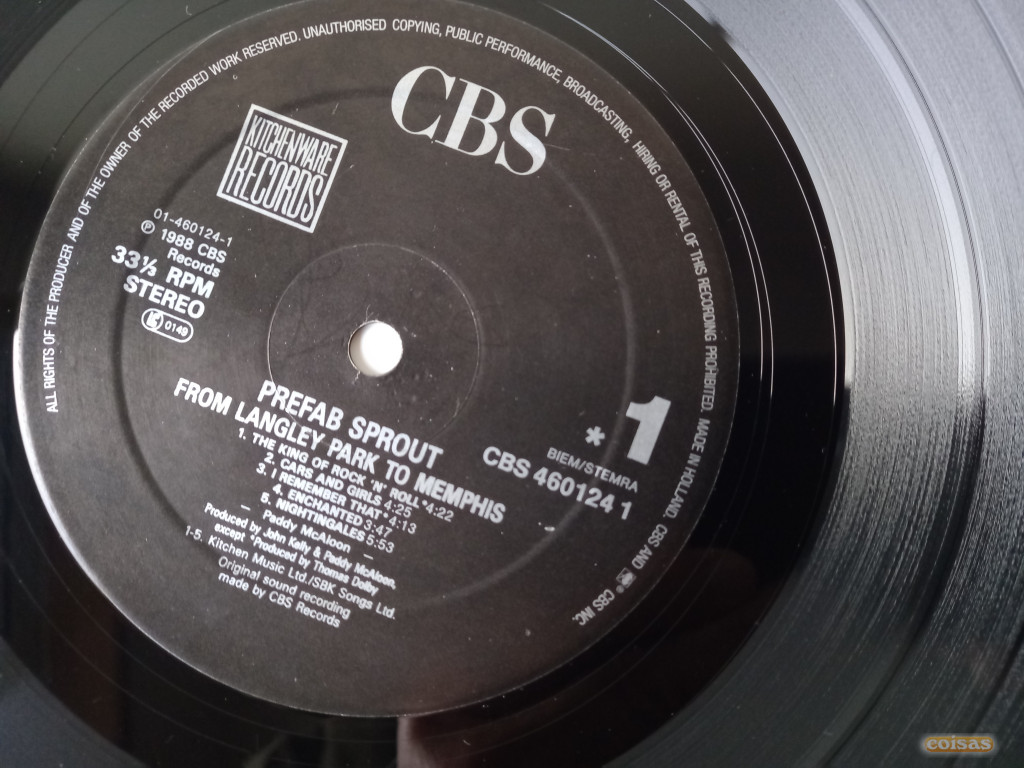 ALL RIGHTS OF THE PRODUCER AND OF THE OWNER OF THE RECORDED WORK RESERVED. UNAUTHORISED COPYING, PUBLIC PERFORMANCE, BROADCASTING, HIRING OR RENTAL OF THIS RECORDING PROHIBITED. MADE IN HOLLAND. CBS AND ® CBS INC.
CBS
KITCHENWARE
RECORDS
01-460124-1
℗ 1988 CBS
Records
33⅓ RPM
STEREO
LC 0149
* 1
BIEM/STEMRA
CBS 460124 1
PREFAB SPROUT
FROM LANGLEY PARK TO MEMPHIS
1. THE KING OF ROCK 'N' ROLL* 4:22
2. CARS AND GIRLS 4:25
3. I REMEMBER THAT* 4:13
4. ENCHANTED 3:47
5. NIGHTINGALES 5:53
– Paddy McAloon –
Produced by John Kelly & Paddy McAloon,
except *Produced by Thomas Dolby
1-5. Kitchen Music Ltd./SBK Songs Ltd.
Original sound recording
made by CBS Records
coisas